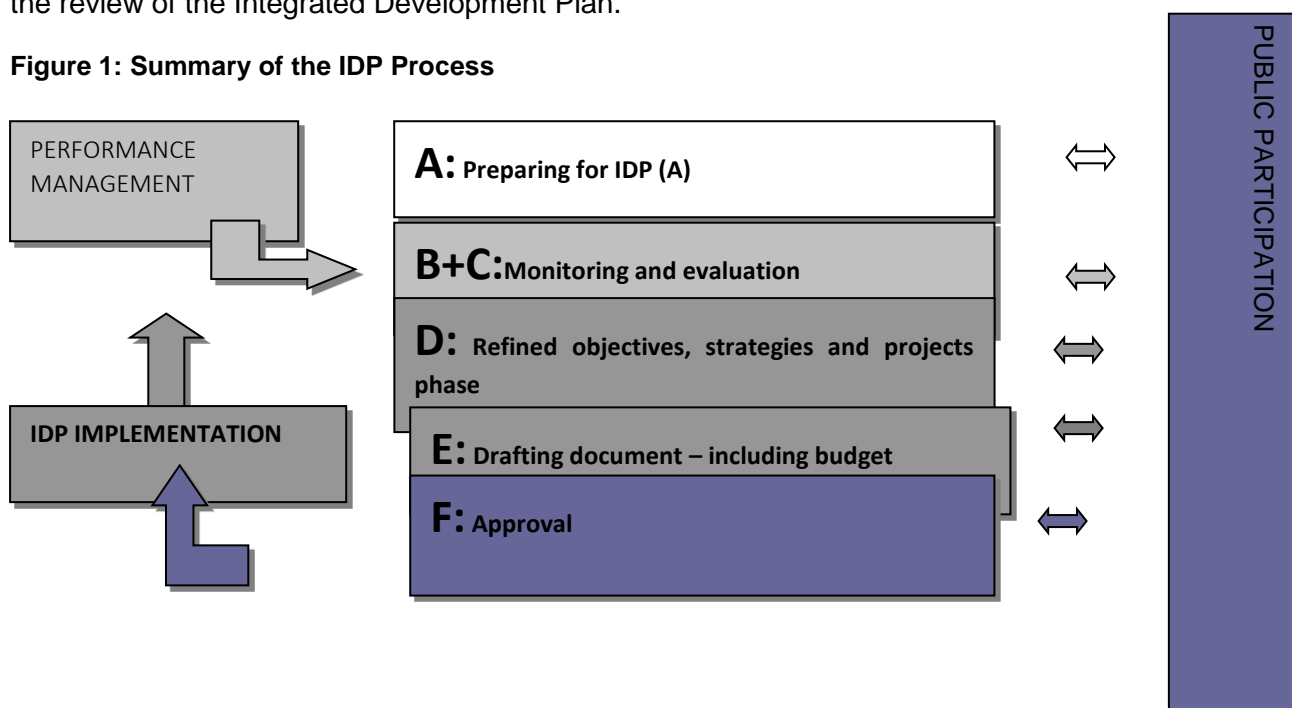 the review of the Integrated Development Plan.
Figure 1: Summary of the IDP Process
PERFORMANCE
MANAGEMENT
A: Preparing for IDP (A)
B+C:Monitoring and evaluation
D: Refined objectives, strategies and projects
phase
IDP IMPLEMENTATION
E: Drafting document – including budget
F: Approval
PUBLIC PARTICIPATION